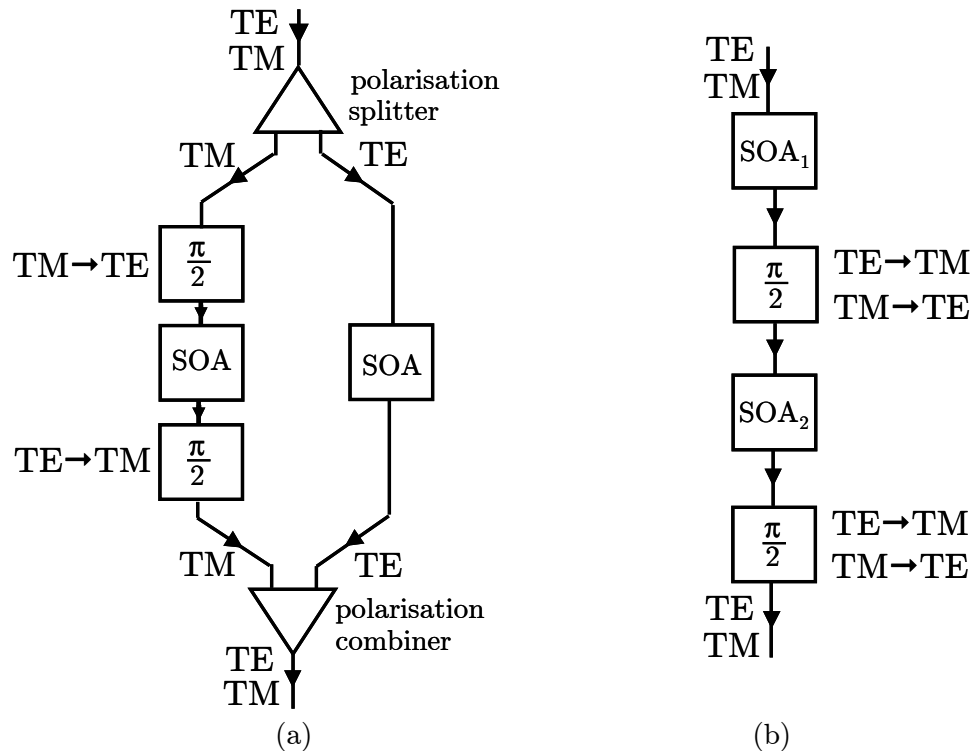 TE
TM
polarisation
splitter
TM
TE
TM→TE
π
2
SOA
SOA
TE→TM
π
2
TM
TE
polarisation
combiner
TE
TM
(a)
TE
TM
SOA₁
π
2
TE→TM
TM→TE
SOA₂
π
2
TE→TM
TM→TE
TE
TM
(b)